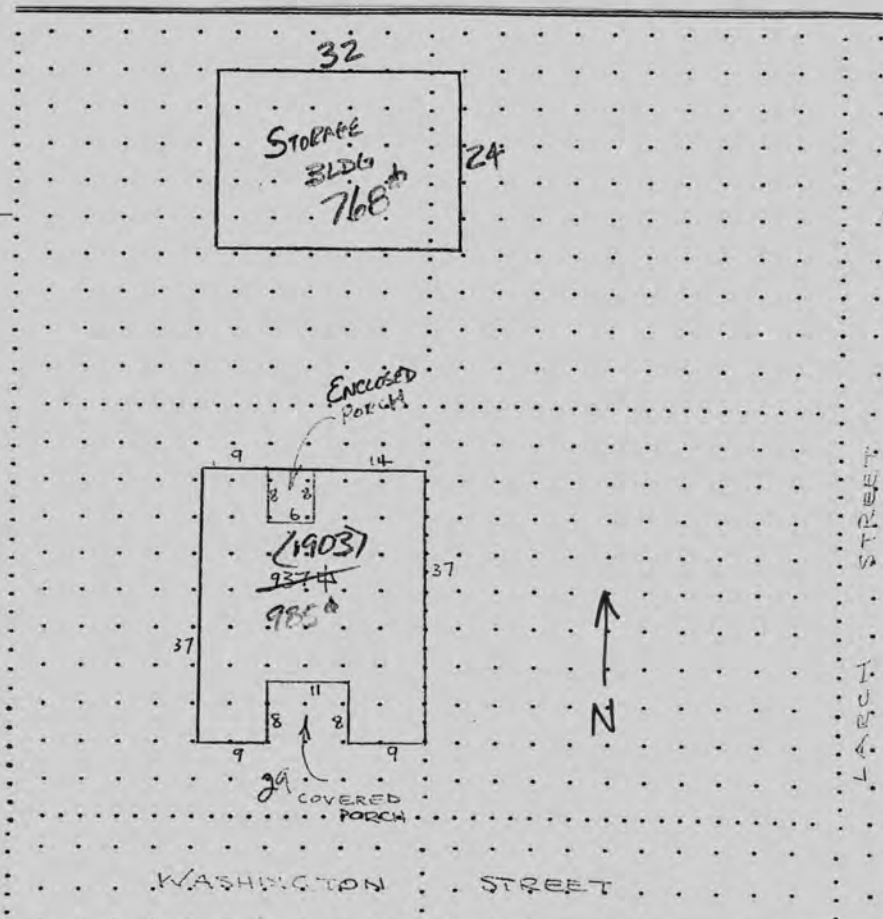 32
STORAGE
BLDG
768
24
ENCLOSED
PORCH
9
14
8 8
6
(1903)
937
985
37
37
11
8 8
9 9
29
COVERED
PORCH
N
LARCH STREET
WASHINGTON STREET